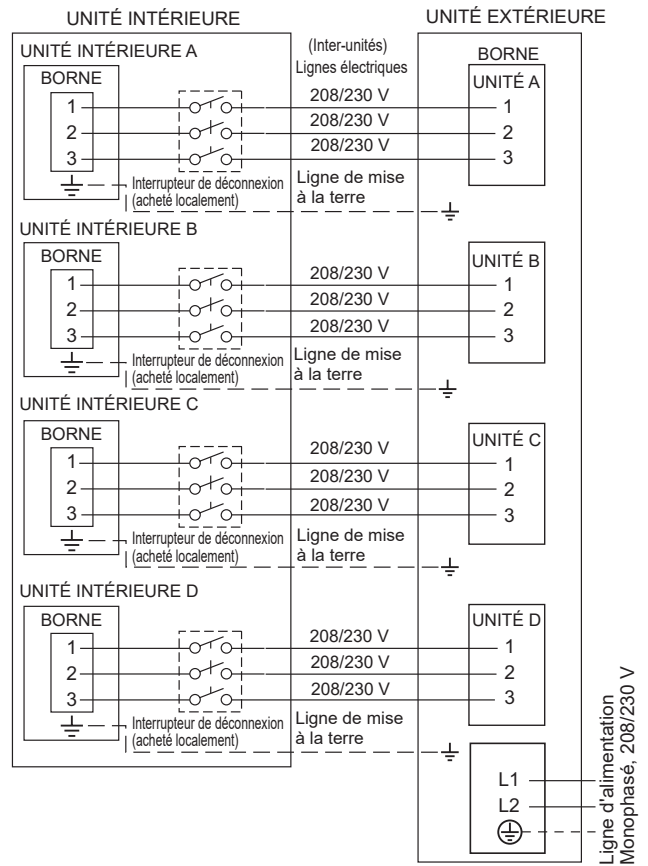 UNITÉ INTÉRIEURE
UNITÉ EXTÉRIEURE
UNITÉ INTÉRIEURE A
(Inter-unités)
Lignes électriques
BORNE
BORNE
UNITÉ A
1
208/230 V
1
2
208/230 V
2
3
208/230 V
3
Interrupteur de déconnexion
(acheté localement)
Ligne de mise
à la terre
UNITÉ INTÉRIEURE B
BORNE
UNITÉ B
1
208/230 V
1
2
208/230 V
2
3
208/230 V
3
Interrupteur de déconnexion
(acheté localement)
Ligne de mise
à la terre
UNITÉ INTÉRIEURE C
BORNE
UNITÉ C
1
208/230 V
1
2
208/230 V
2
3
208/230 V
3
Interrupteur de déconnexion
(acheté localement)
Ligne de mise
à la terre
UNITÉ INTÉRIEURE D
BORNE
UNITÉ D
1
208/230 V
1
2
208/230 V
2
3
208/230 V
3
Interrupteur de déconnexion
(acheté localement)
Ligne de mise
à la terre
L1
L2
Ligne d'alimentation
Monophasé, 208/230 V